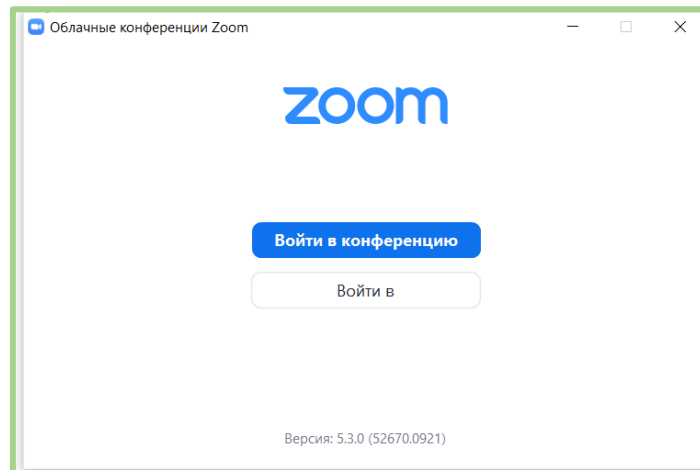 Облачные конференции Zoom
zoom
Войти в конференцию
Войти в
Версия: 5.3.0 (52670.0921)